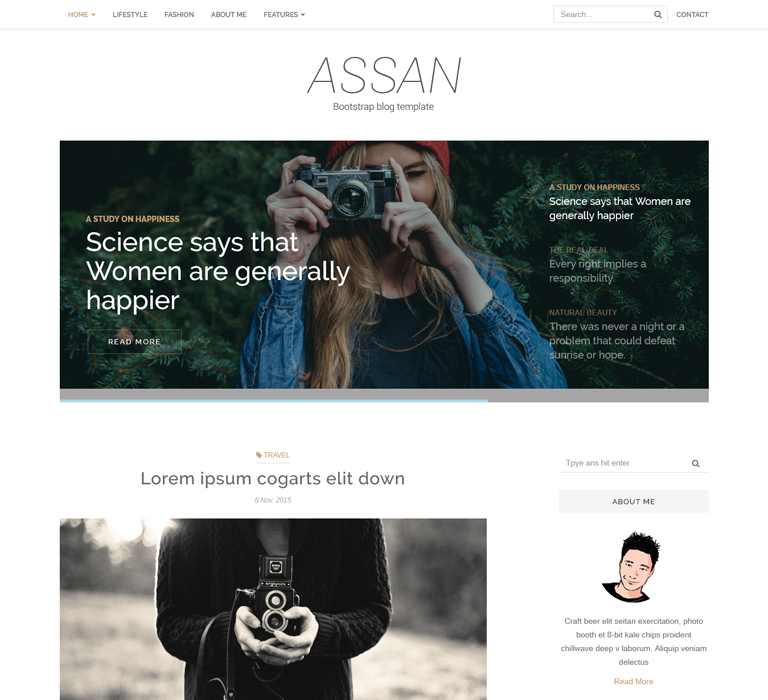 HOME
LIFESTYLE
FASHION
ABOUT ME
FEATURES
Search...
CONTACT
ASSAN
Bootstrap blog template
A STUDY ON HAPPINESS
Science says that
Women are generally
happier
READ MORE
A STUDY ON HAPPINESS
Science says that Women are
generally happier
THE REAL DEAL
Every right implies a
responsibility.
NATURAL BEAUTY
There was never a night or a
problem that could defeat
sunrise or hope.
TRAVEL
Lorem ipsum cogarts elit down
8 Nov. 2015
Tpye ans hit enter
ABOUT ME
Craft beer elit seitan exercitation, photo
booth et 8-bit kale chips proident
chillwave deep v laborum. Aliquip veniam
delectus
Read More